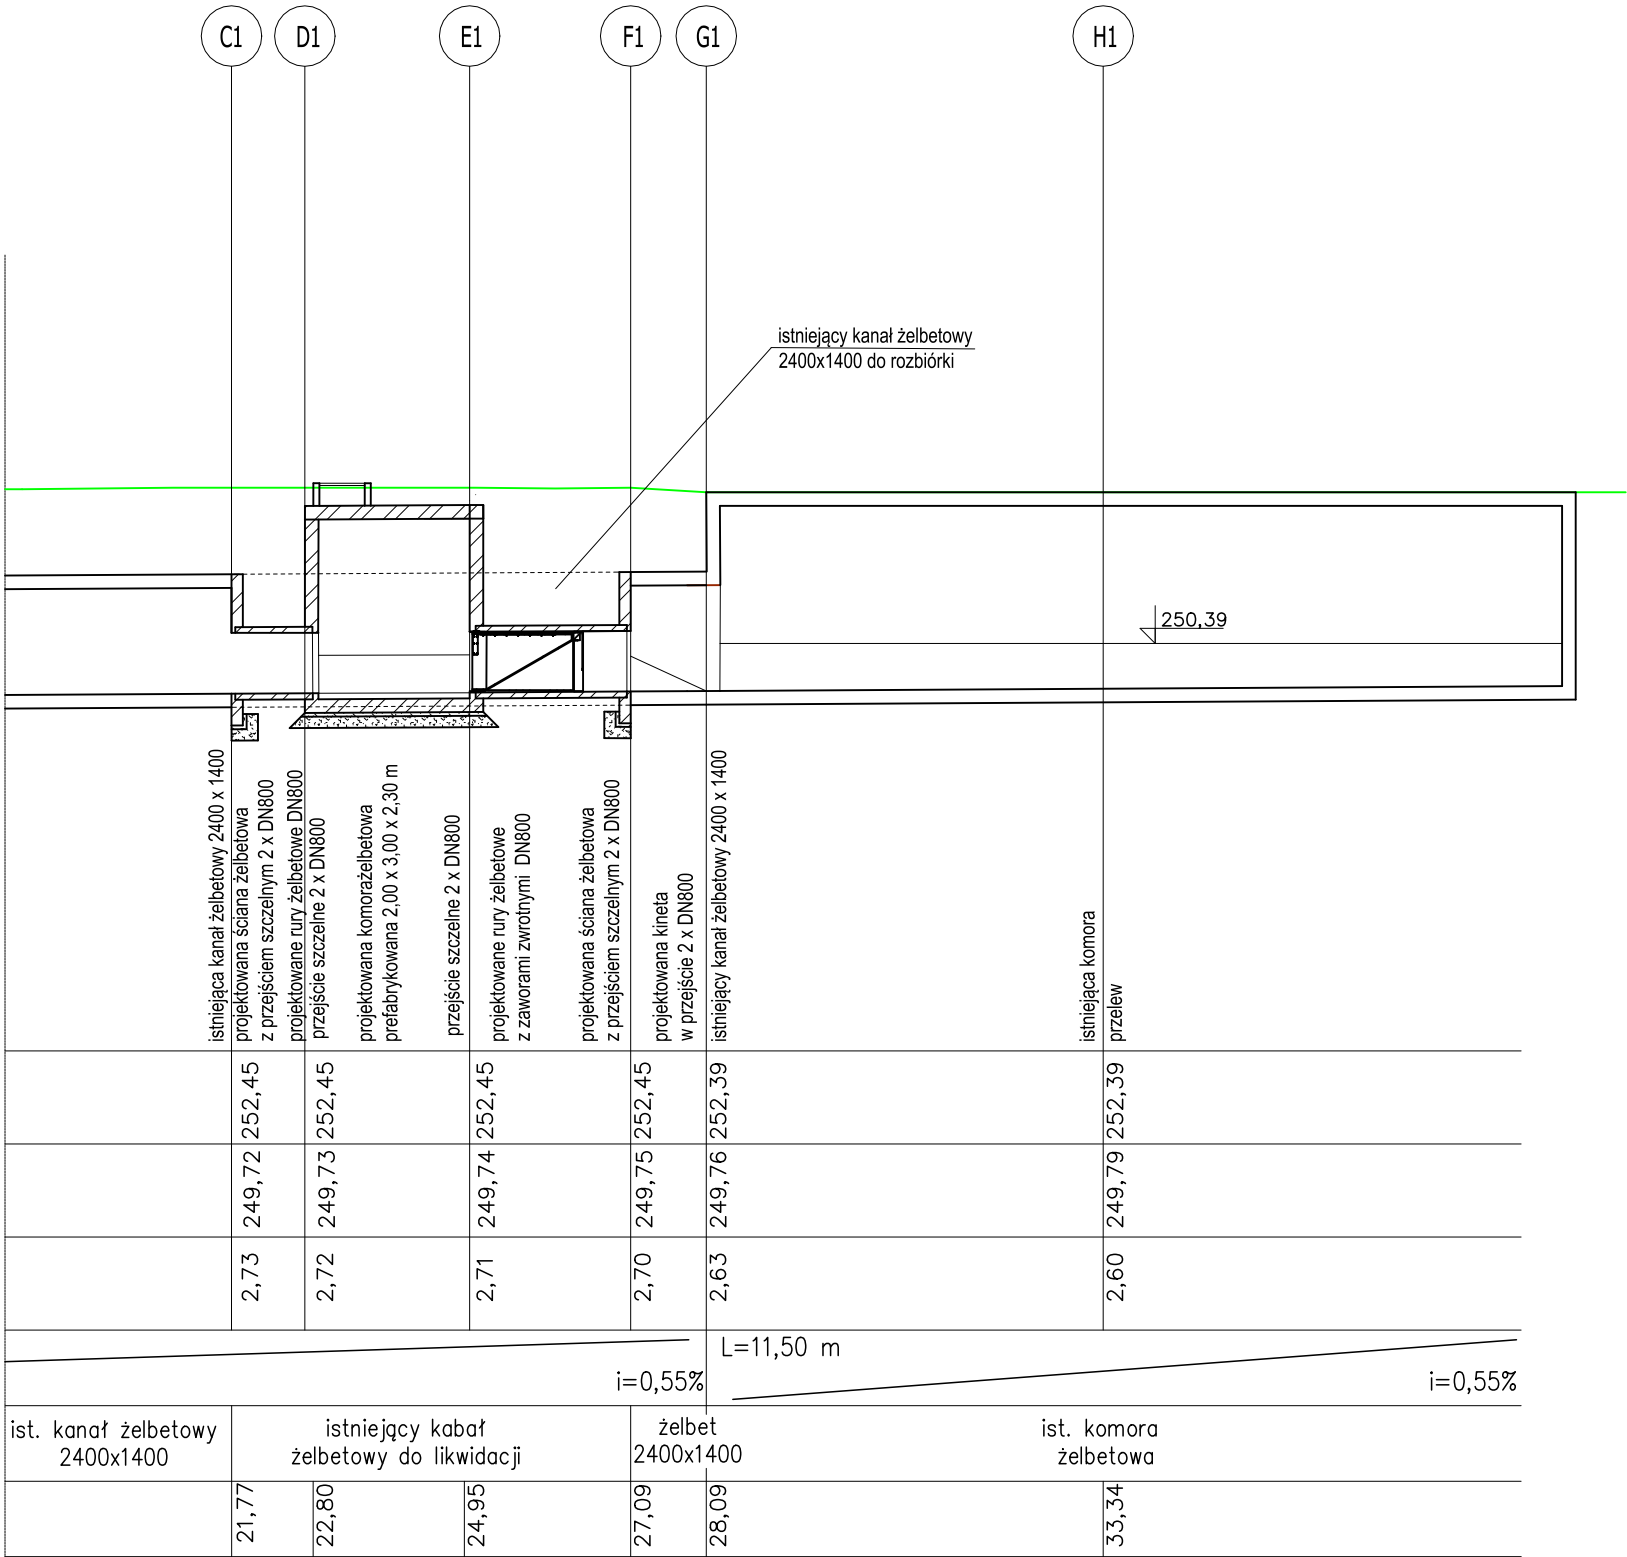 C1
D1
E1
F1
G1
H1
istniejący kanał żelbetowy
2400x1400 do rozbiórki
250,39
istniejąca kanał żelbetowy 2400 x 1400
projektowana ściana żelbetowa
z przejściem szczelnym 2 x DN800
projektowane rury żelbetowe DN800
przejście szczelne 2 x DN800
projektowana komorażelbetowa
prefabrykowana 2,00 x 3,00 x 2,30 m
przejście szczelne 2 x DN800
projektowane rury żelbetowe
z zaworami zwrotnymi DN800
projektowana ściana żelbetowa
z przejściem szczelnym 2 x DN800
projektowana kineta
w przejście 2 x DN800
istniejący kanał żelbetowy 2400 x 1400
istniejąca komora
przelew
252,45
252,45
252,45
252,45
252,39
252,39
249,72
249,73
249,74
249,75
249,76
249,79
2,73
2,72
2,71
2,70
2,63
2,60
L=11,50 m
i=0,55%
i=0,55%
ist. kanał żelbetowy
2400x1400
istniejący kabał
żelbetowy do likwidacji
żelbet
2400x1400
ist. komora
żelbetowa
21,77
22,80
24,95
27,09
28,09
33,34